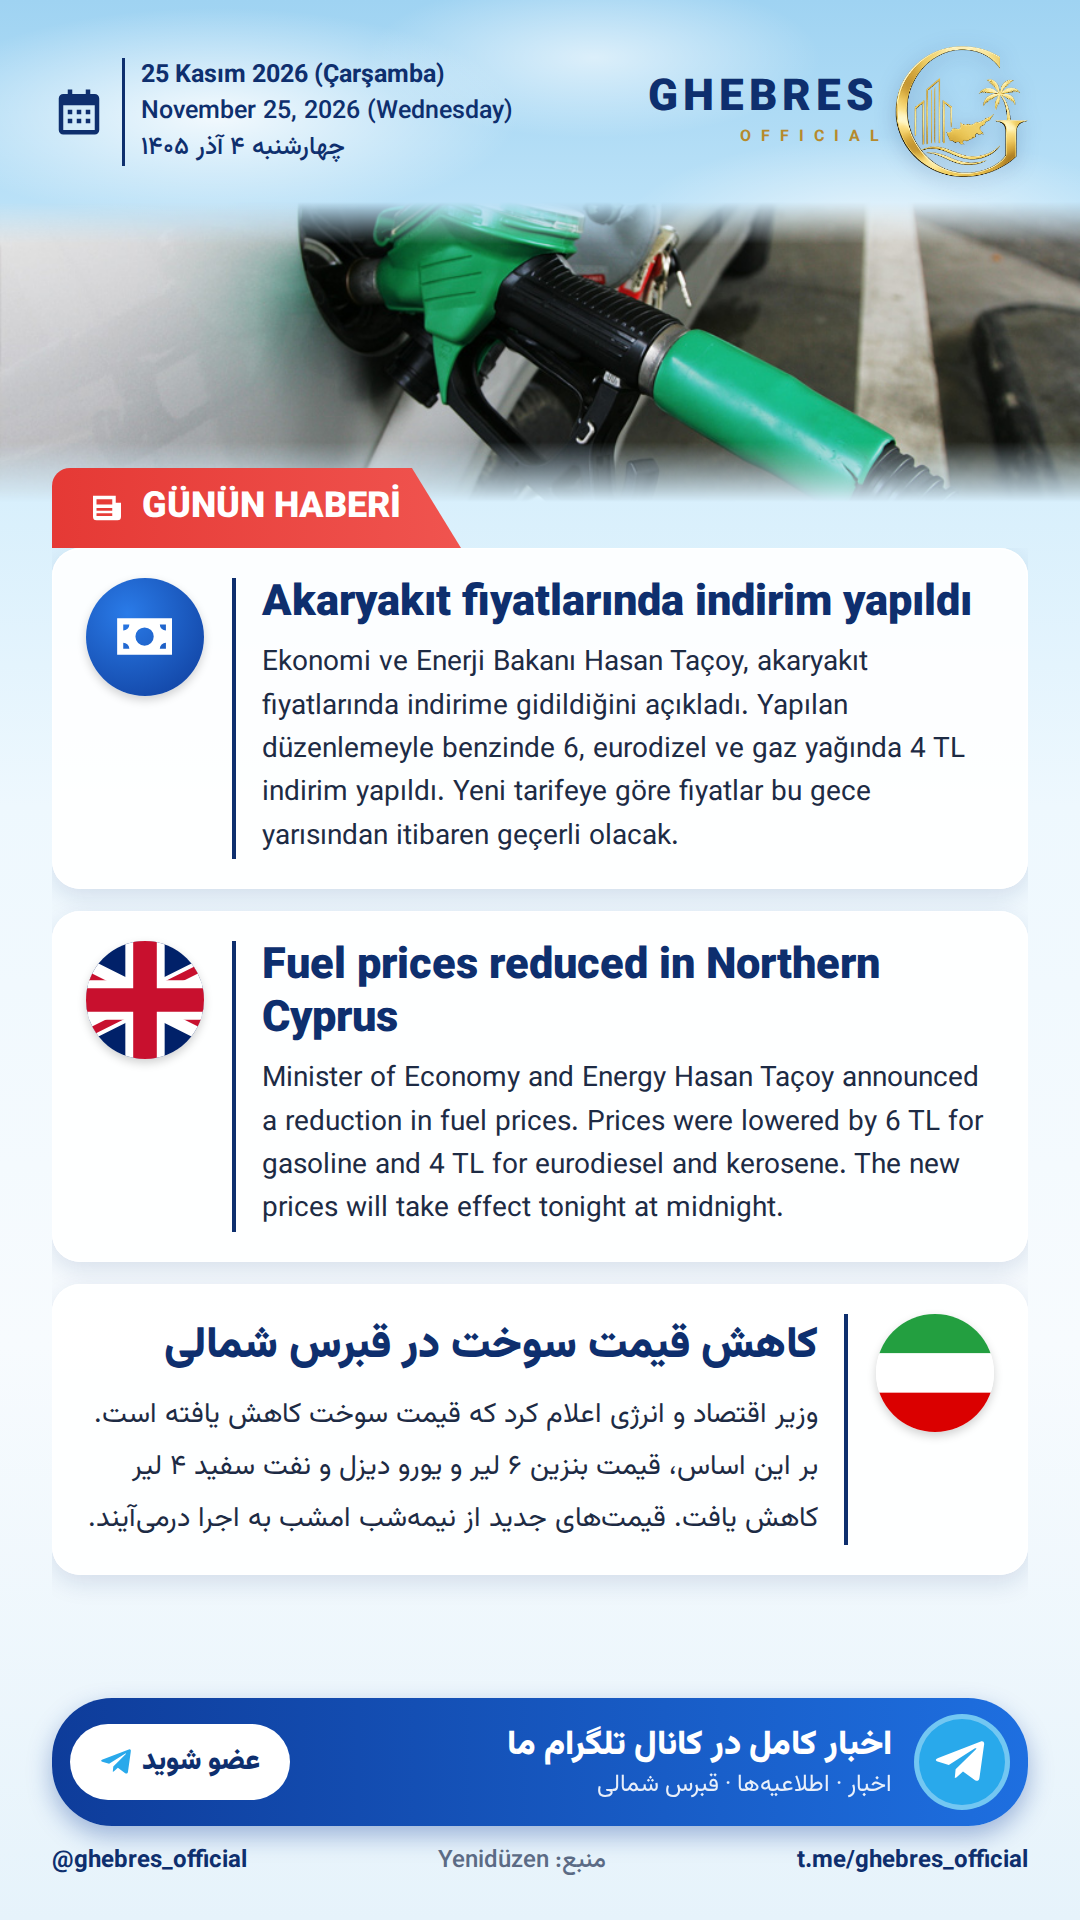 25 Kasım 2026 (Çarşamba)
November 25, 2026 (Wednesday)
چهارشنبه ۴ آذر ۱۴۰۵
GHEBRES
OFFICIAL
GÜNÜN HABERİ
Akaryakıt fiyatlarında indirim yapıldı
Ekonomi ve Enerji Bakanı Hasan Taçoy, akaryakıt
fiyatlarında indirime gidildiğini açıkladı. Yapılan
düzenlemeyle benzinde 6, eurodizel ve gaz yağında 4 TL
indirim yapıldı. Yeni tarifeye göre fiyatlar bu gece
yarısından itibaren geçerli olacak.
Fuel prices reduced in Northern
Cyprus
Minister of Economy and Energy Hasan Taçoy announced
a reduction in fuel prices. Prices were lowered by 6 TL for
gasoline and 4 TL for eurodiesel and kerosene. The new
prices will take effect tonight at midnight.
کاهش قیمت سوخت در قبرس شمالی
وزیر اقتصاد و انرژی اعلام کرد که قیمت سوخت کاهش یافته است.
بر این اساس، قیمت بنزین ۶ لیر و یورو دیزل و نفت سفید ۴ لیر
کاهش یافت. قیمت‌های جدید از نیمه‌شب امشب به اجرا درمی‌آیند.
اخبار کامل در کانال تلگرام ما
اخبار · اطلاعیه‌ها · قبرس شمالی
عضو شوید
@ghebres_official
منبع: Yenidüzen
t.me/ghebres_official